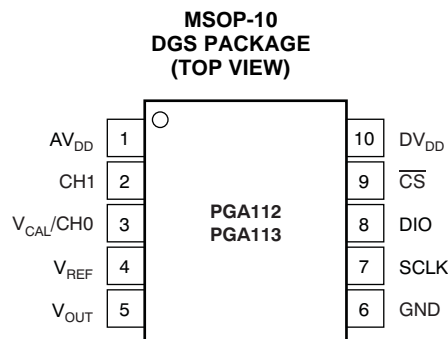 MSOP-10
DGS PACKAGE
(TOP VIEW)
AVDD 1 10 DVDD
CH1 2 9 C̅S̅
VCAL/CH0 3 PGA112 8 DIO
PGA113
VREF 4 7 SCLK
VOUT 5 6 GND